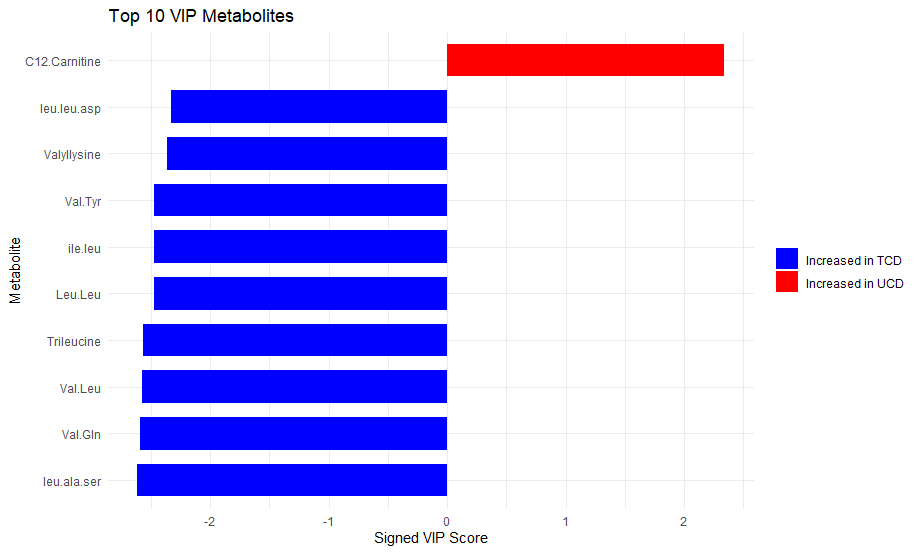 Top 10 VIP Metabolites
Metabolite
C12.Carnitine
leu.leu.asp
Valyllysine
Val.Tyr
ile.leu
Leu.Leu
Trileucine
Val.Leu
Val.Gln
leu.ala.ser
-2 -1 0 1 2
Signed VIP Score
Increased in TCD
Increased in UCD